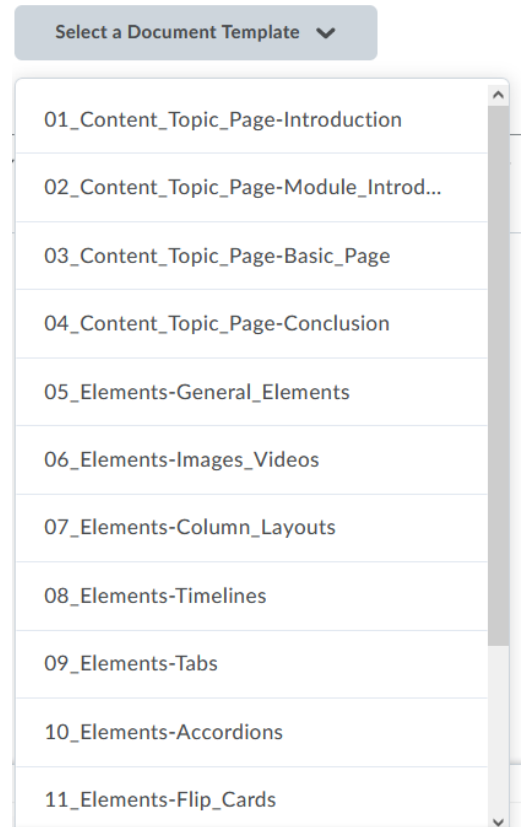 Select a Document Template
01_Content_Topic_Page-Introduction
02_Content_Topic_Page-Module_Introd...
03_Content_Topic_Page-Basic_Page
04_Content_Topic_Page-Conclusion
05_Elements-General_Elements
06_Elements-Images_Videos
07_Elements-Column_Layouts
08_Elements-Timelines
09_Elements-Tabs
10_Elements-Accordions
11_Elements-Flip_Cards